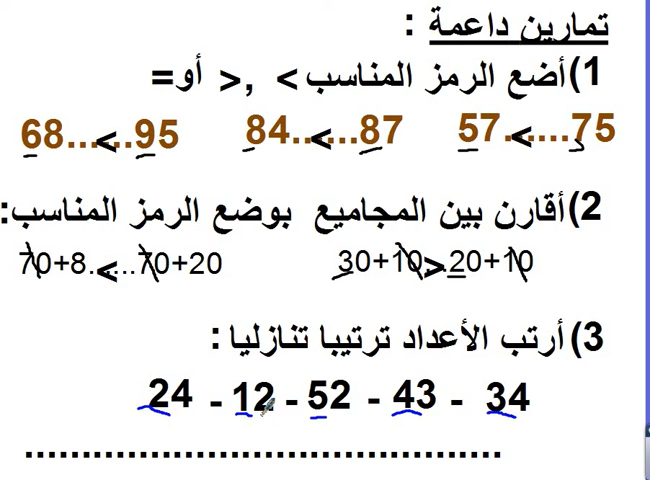 تمارين داعمة :
1)أضع الرمز المناسب < ,> أو=
68...<...95 84...<...87 57...<...75
2)أقارن بين المجاميع بوضع الرمز المناسب:
70+8...<...70+20 30+10...>...20+10
3)أرتب الأعداد ترتيبا تنازليا :
24 - 12 - 52 - 43 - 34
..........................................